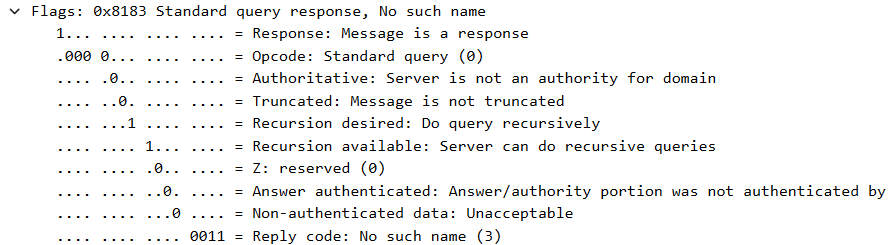 Flags: 0x8183 Standard query response, No such name
1... .... .... .... = Response: Message is a response
.000 0... .... .... = Opcode: Standard query (0)
.... .0.. .... .... = Authoritative: Server is not an authority for domain
.... ..0. .... .... = Truncated: Message is not truncated
.... ...1 .... .... = Recursion desired: Do query recursively
.... .... 1... .... = Recursion available: Server can do recursive queries
.... .... .0.. .... = Z: reserved (0)
.... .... ..0. .... = Answer authenticated: Answer/authority portion was not authenticated by
.... .... ...0 .... = Non-authenticated data: Unacceptable
.... .... .... 0011 = Reply code: No such name (3)